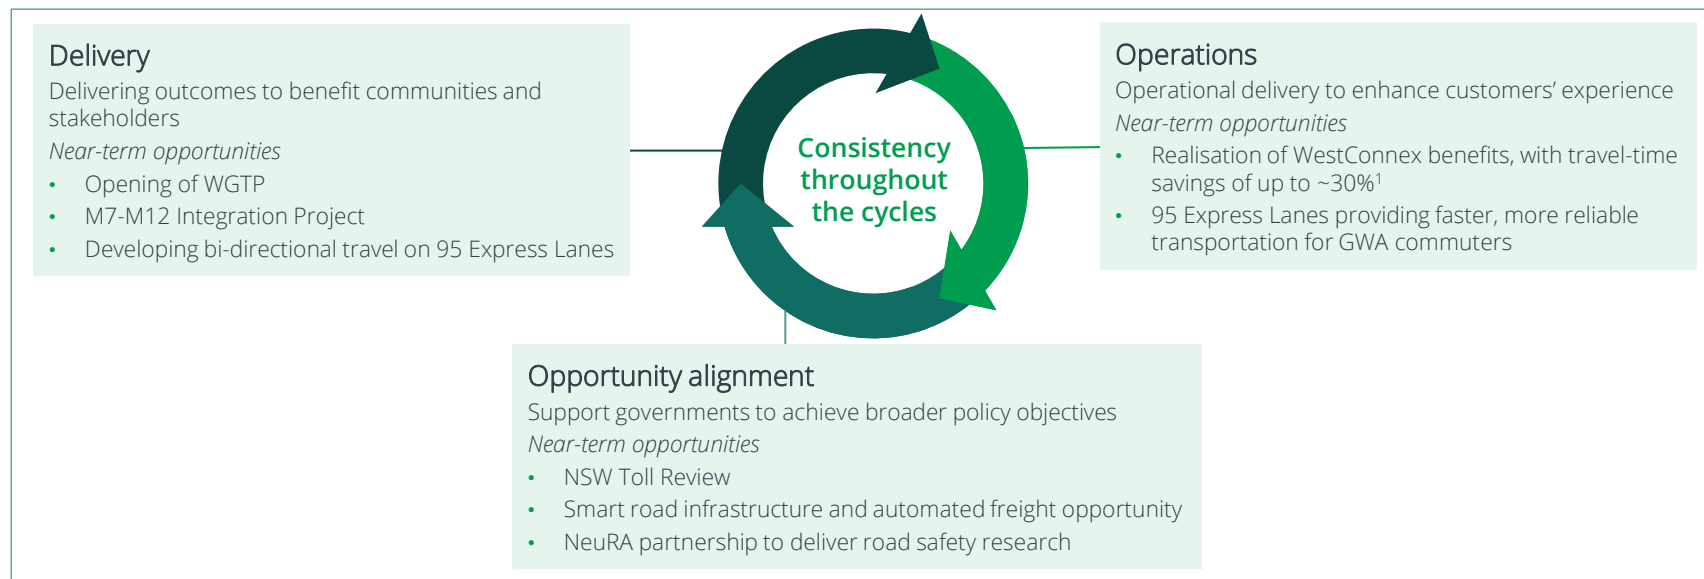 Delivery
Delivering outcomes to benefit communities and
stakeholders
Near-term opportunities
• Opening of WGTP
• M7-M12 Integration Project
• Developing bi-directional travel on 95 Express Lanes
Consistency
throughout
the cycles
Operations
Operational delivery to enhance customers’ experience
Near-term opportunities
• Realisation of WestConnex benefits, with travel-time
savings of up to ~30%¹
• 95 Express Lanes providing faster, more reliable
transportation for GWA commuters
Opportunity alignment
Support governments to achieve broader policy objectives
Near-term opportunities
• NSW Toll Review
• Smart road infrastructure and automated freight opportunity
• NeuRA partnership to deliver road safety research